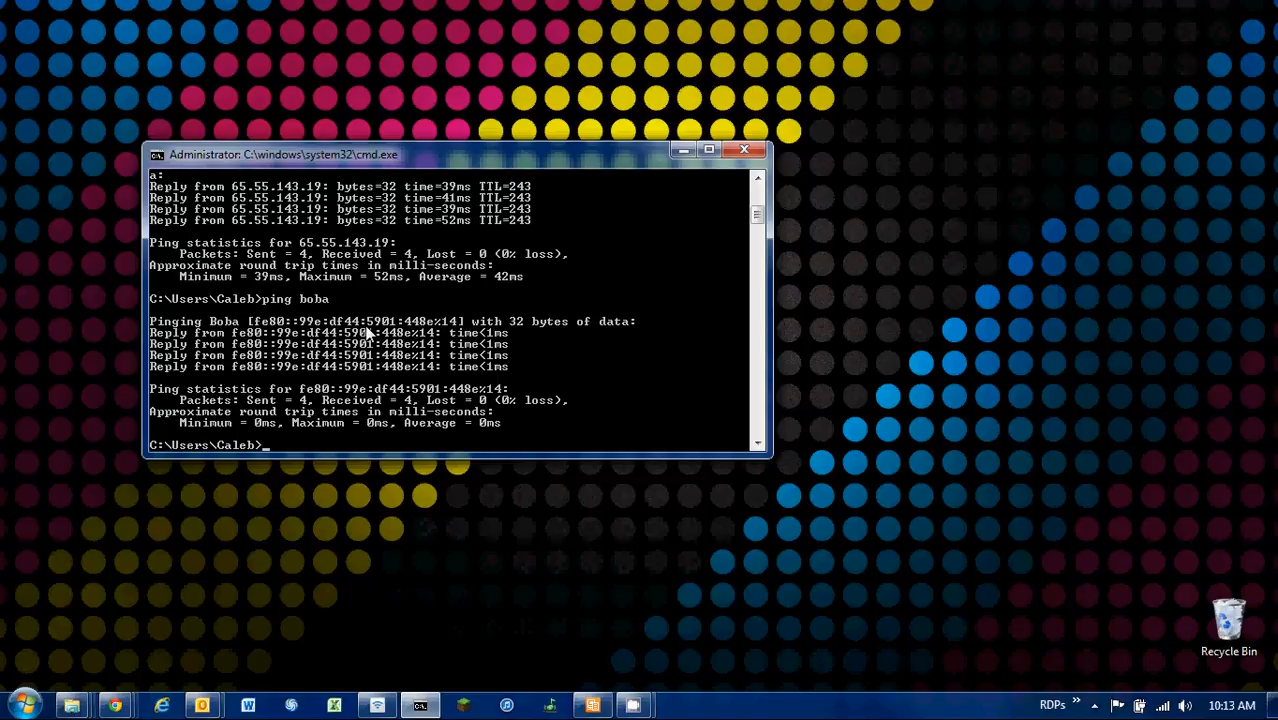 Administrator: C:\windows\system32\cmd.exe
a:
Reply from 65.55.143.19: bytes=32 time=39ms TTL=243
Reply from 65.55.143.19: bytes=32 time=41ms TTL=243
Reply from 65.55.143.19: bytes=32 time=39ms TTL=243
Reply from 65.55.143.19: bytes=32 time=52ms TTL=243
Ping statistics for 65.55.143.19:
Packets: Sent = 4, Received = 4, Lost = 0 (0% loss),
Approximate round trip times in milli-seconds:
Minimum = 39ms, Maximum = 52ms, Average = 42ms
C:\Users\Caleb>ping boba
Pinging Boba [fe80::99e:df44:5901:448e%14] with 32 bytes of data:
Reply from fe80::99e:df44:5901:448e%14: time<1ms
Reply from fe80::99e:df44:5901:448e%14: time<1ms
Reply from fe80::99e:df44:5901:448e%14: time<1ms
Reply from fe80::99e:df44:5901:448e%14: time<1ms
Ping statistics for fe80::99e:df44:5901:448e%14:
Packets: Sent = 4, Received = 4, Lost = 0 (0% loss),
Approximate round trip times in milli-seconds:
Minimum = 0ms, Maximum = 0ms, Average = 0ms
C:\Users\Caleb>_
Recycle Bin
RDPs » 10:13 AM